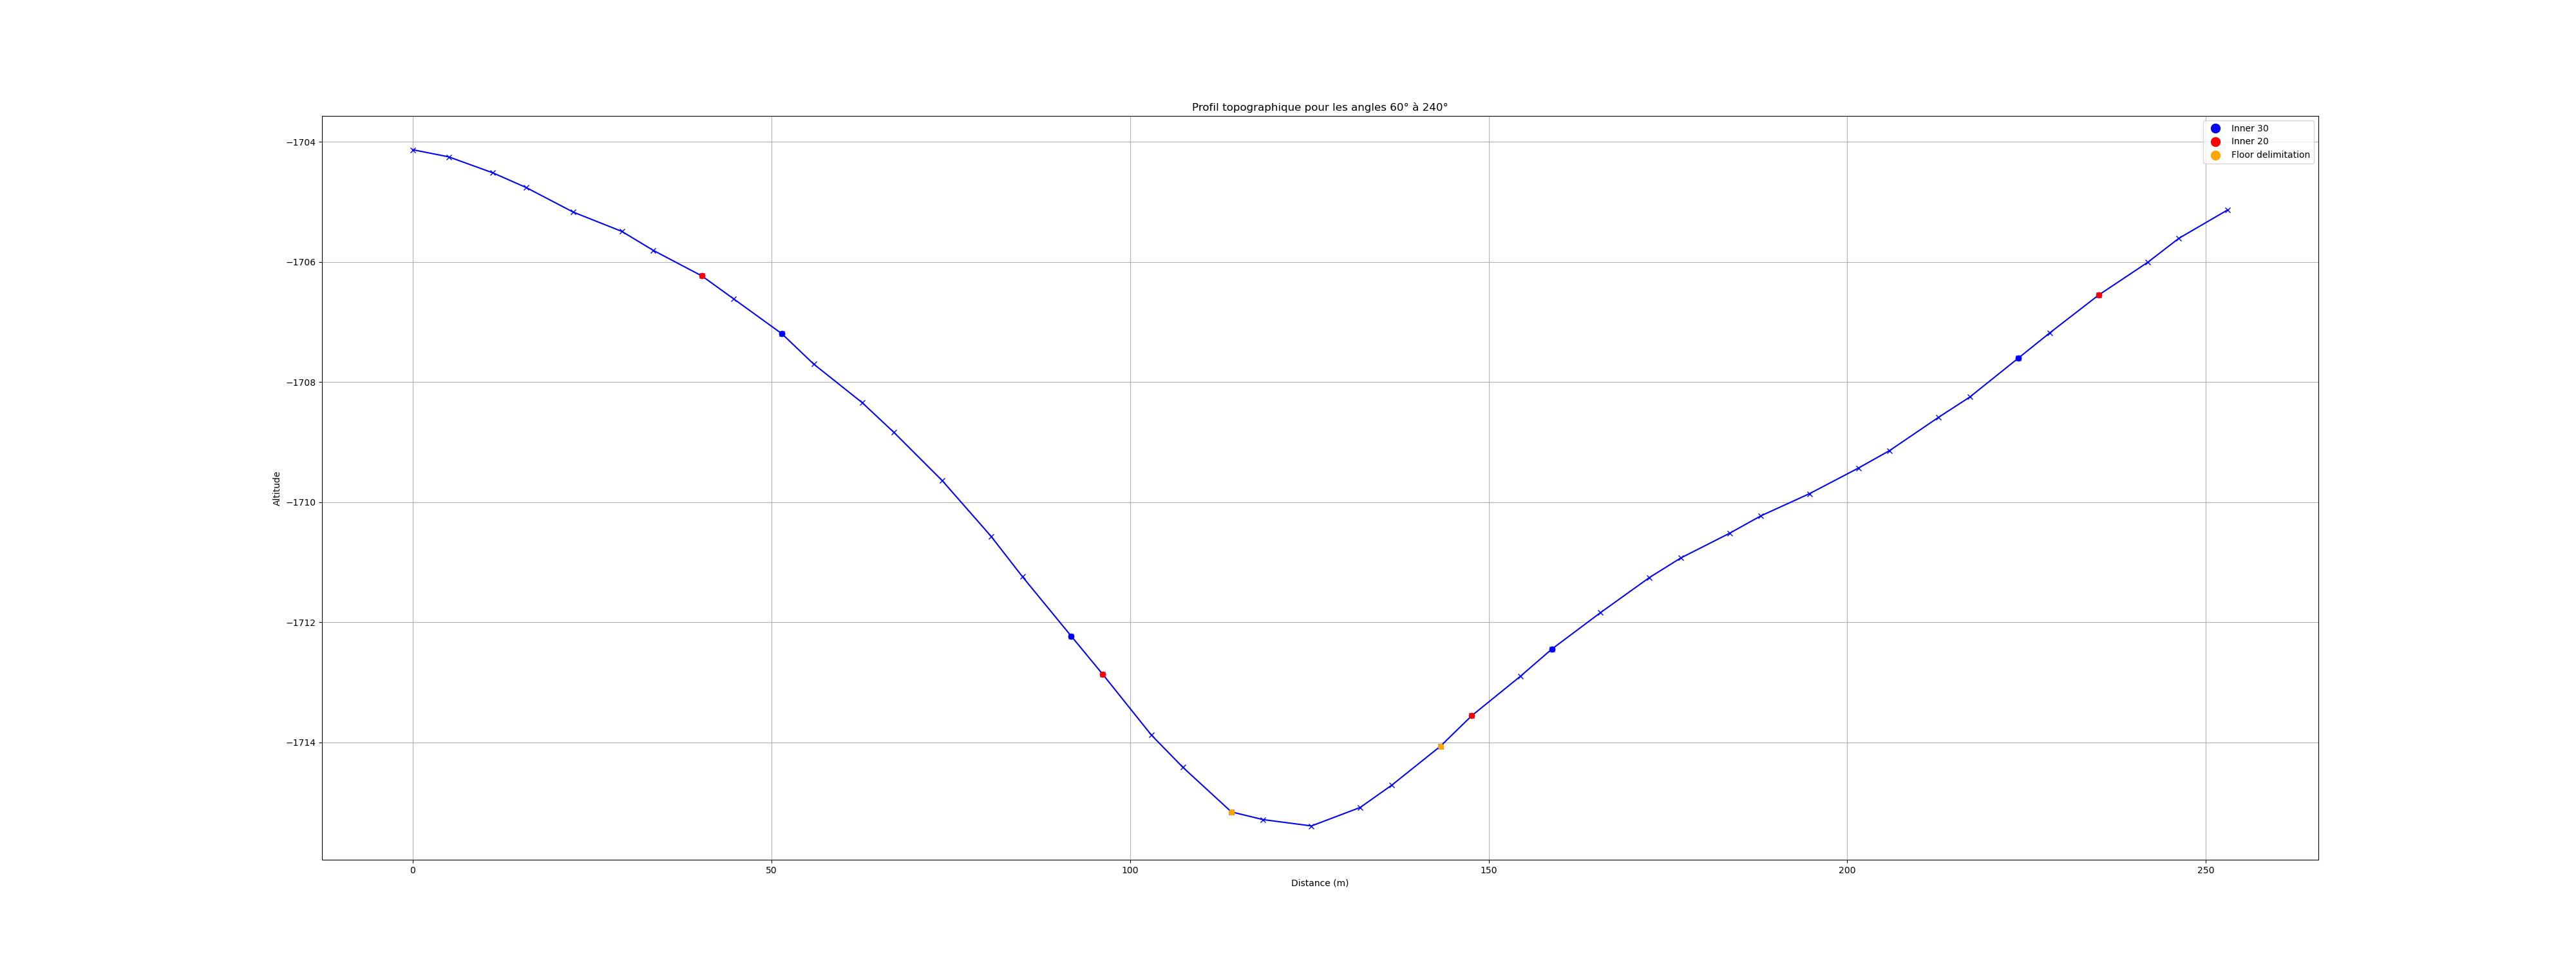 Profil topographique pour les angles 60° à 240°
Inner 30
Inner 20
Floor delimitation
Altitude
−1704
−1706
−1708
−1710
−1712
−1714
0
50
100
150
200
250
Distance (m)